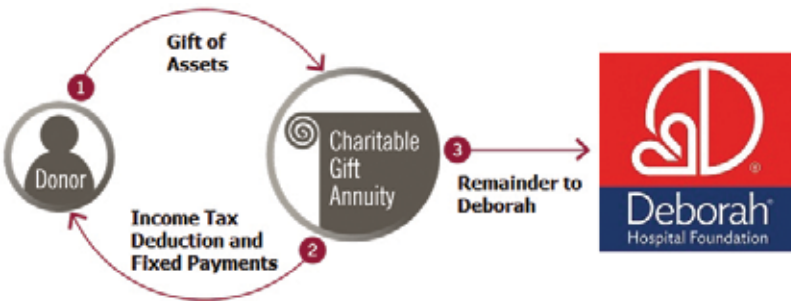 1
Gift of
Assets
Donor
Charitable
Gift
Annuity
2
Income Tax
Deduction and
Fixed Payments
3
Remainder to
Deborah
®
Deborah®
Hospital Foundation